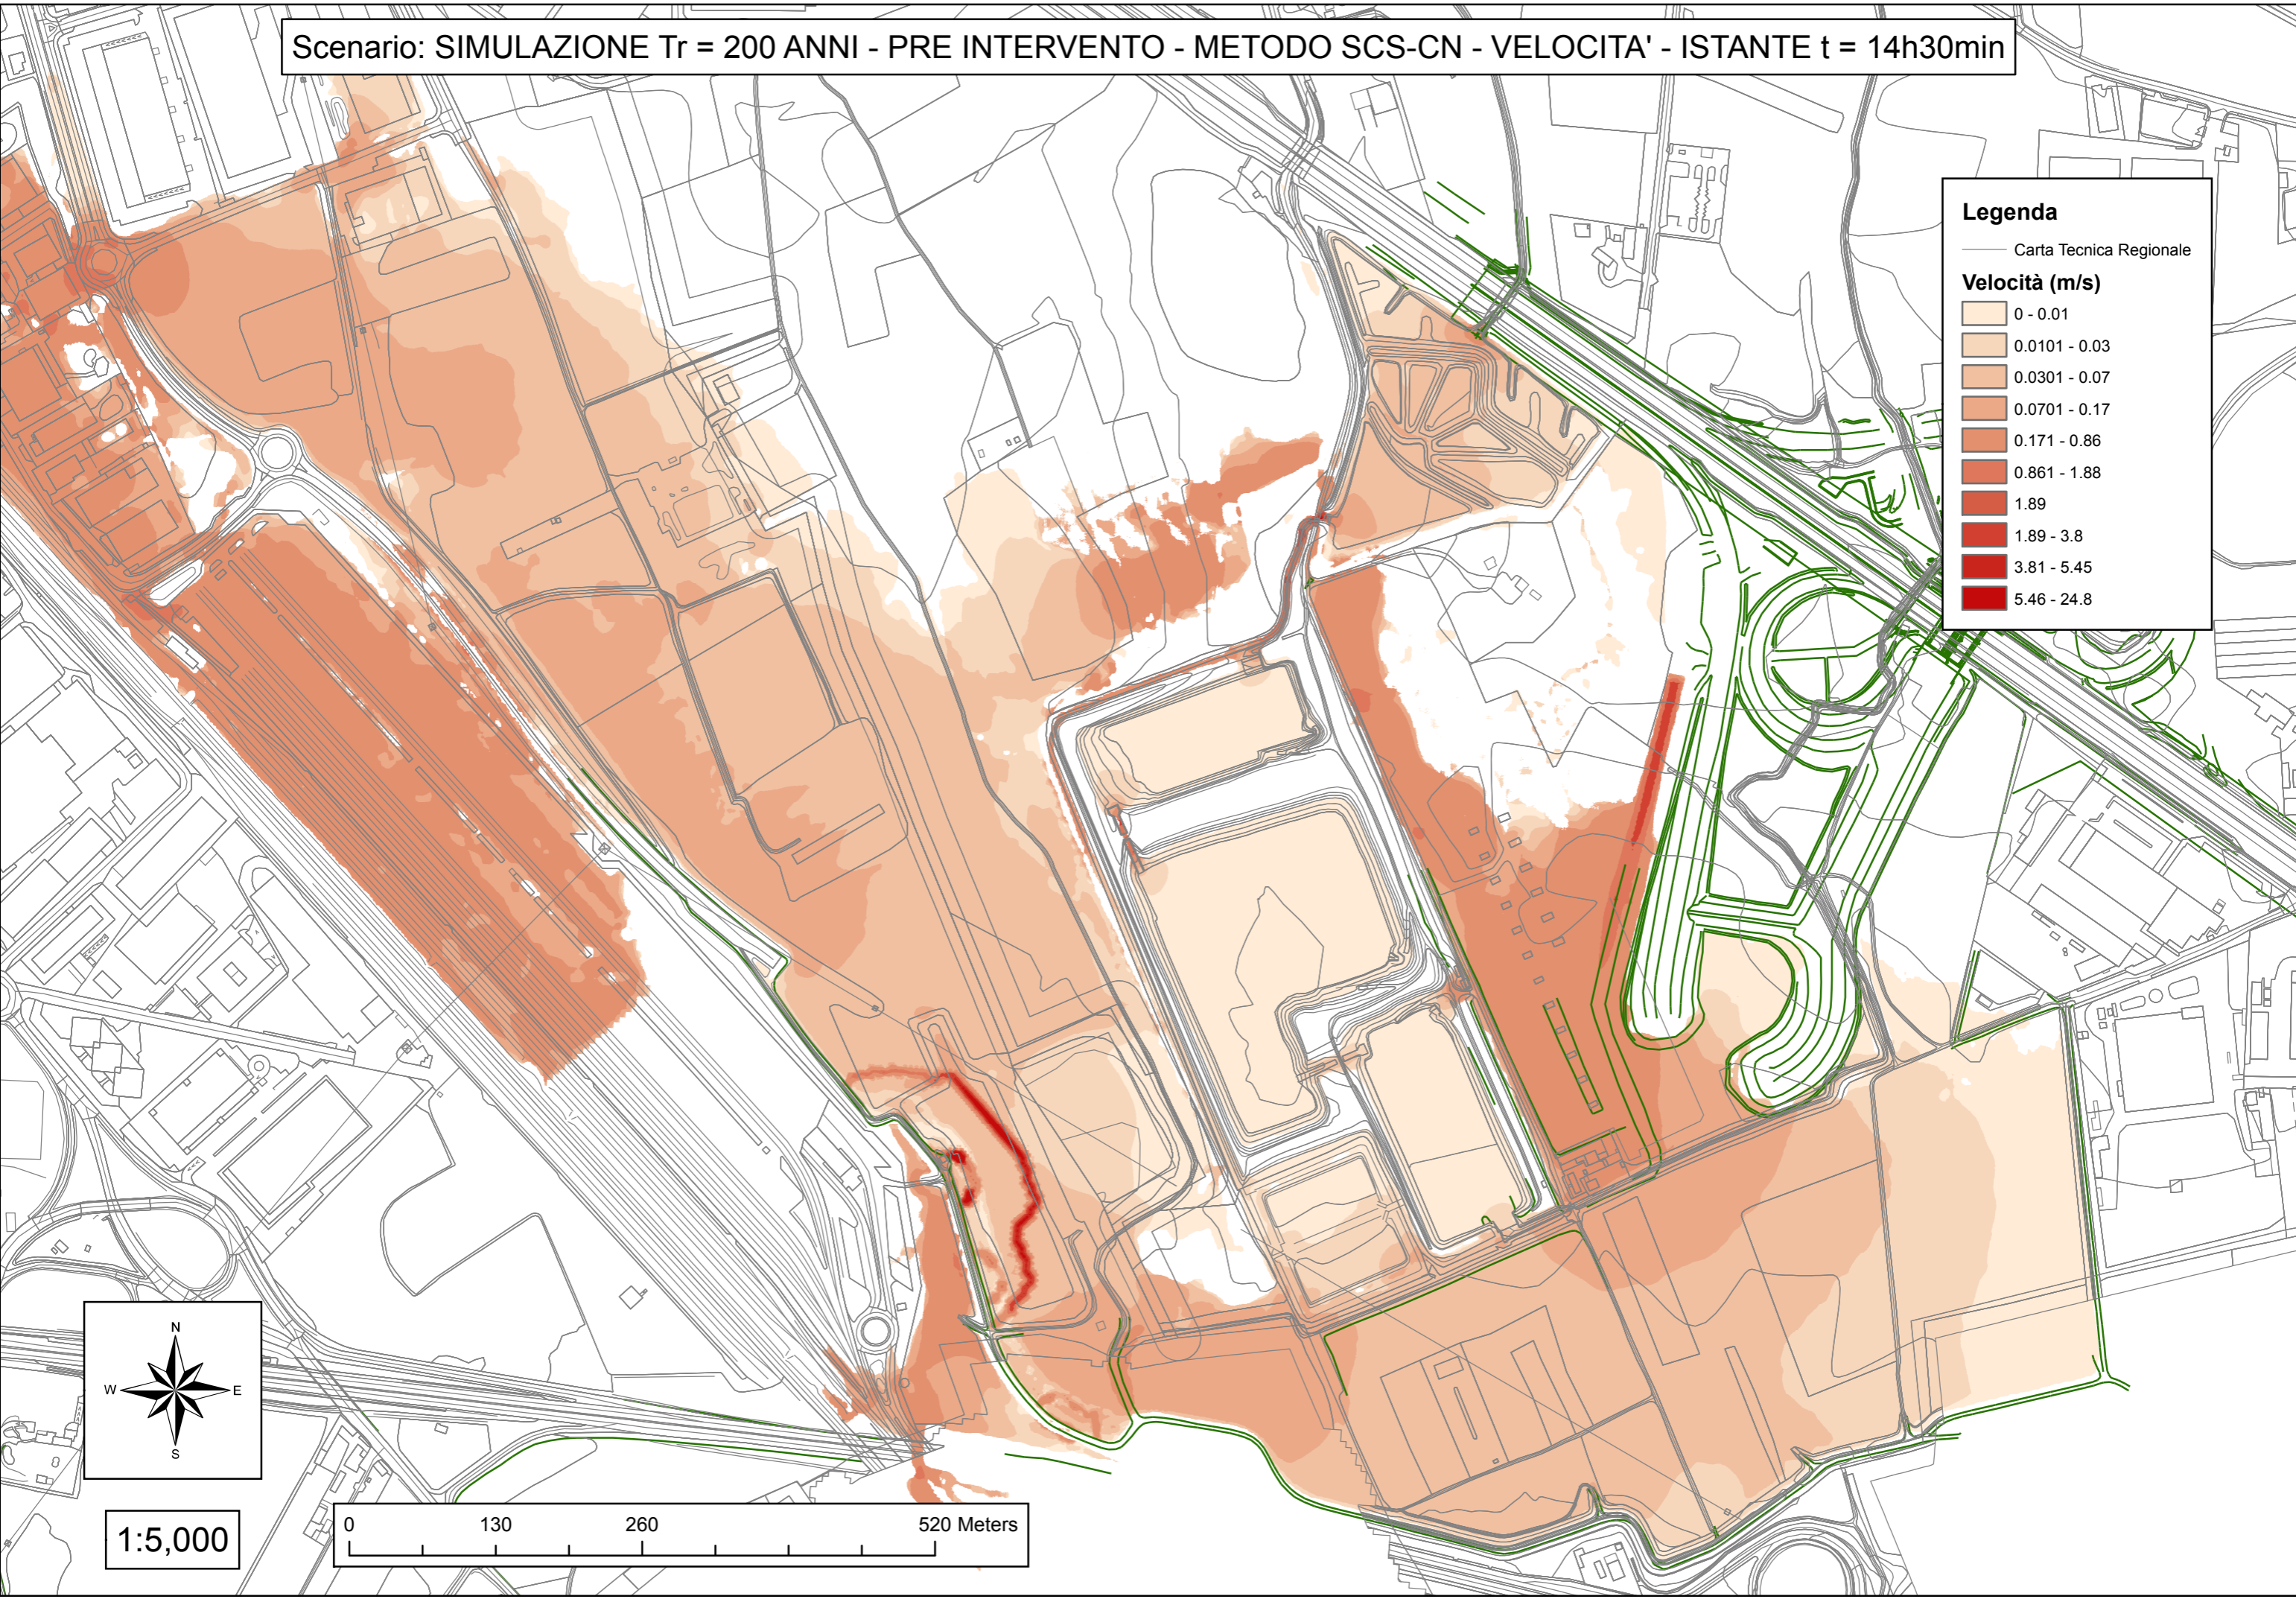 Scenario: SIMULAZIONE Tr = 200 ANNI - PRE INTERVENTO - METODO SCS-CN - VELOCITA' - ISTANTE t = 14h30min
Legenda
Carta Tecnica Regionale
Velocità (m/s)
0 - 0.01
0.0101 - 0.03
0.0301 - 0.07
0.0701 - 0.17
0.171 - 0.86
0.861 - 1.88
1.89
1.89 - 3.8
3.81 - 5.45
5.46 - 24.8
N
W E
S
1:5,000
0 130 260 520 Meters